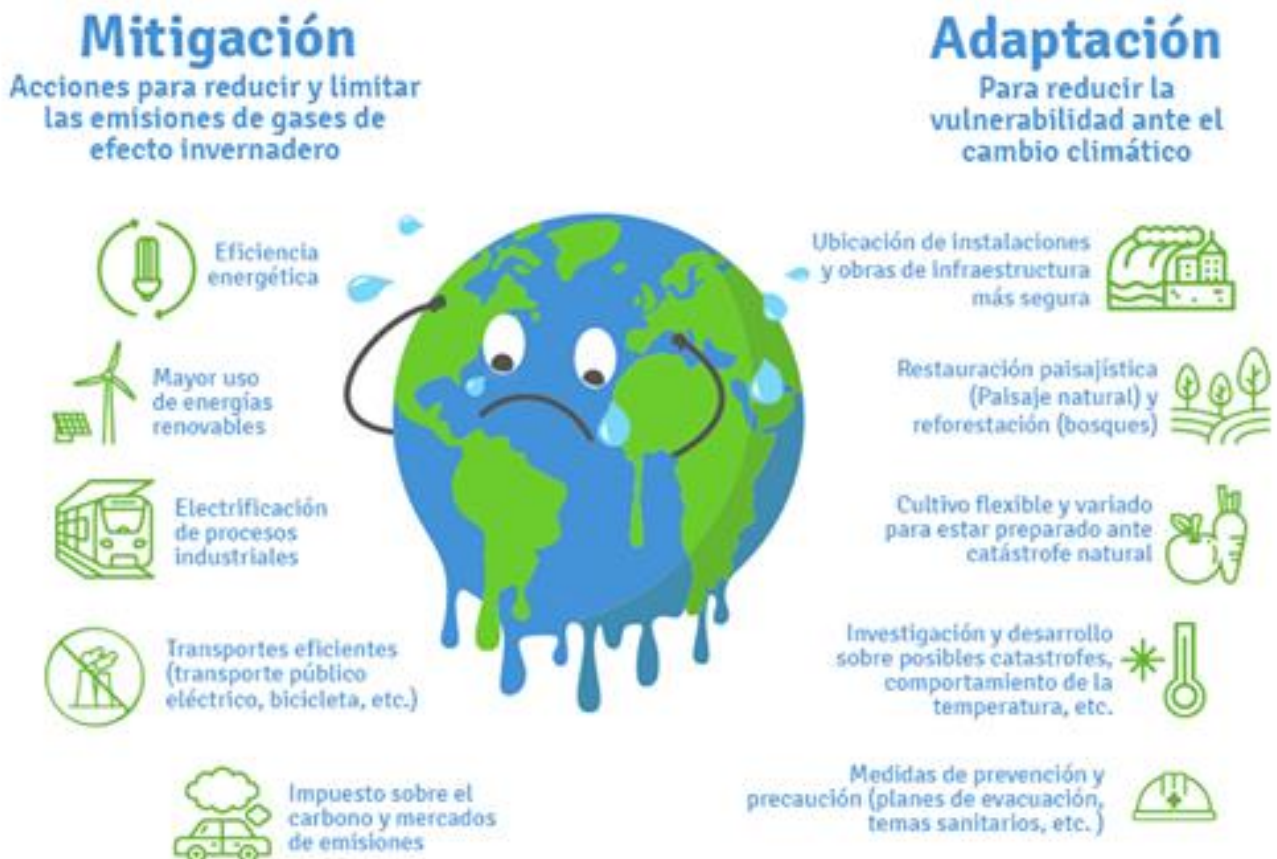 Mitigación
Acciones para reducir y limitar
las emisiones de gases de
efecto invernadero
Eficiencia
energética
Mayor uso
de energías
renovables
Electrificación
de procesos
industriales
Transportes eficientes
(transporte público
eléctrico, bicicleta, etc.)
Impuesto sobre el
carbono y mercados
de emisiones
Adaptación
Para reducir la
vulnerabilidad ante el
cambio climático
Ubicación de instalaciones
y obras de infraestructura
más segura
Restauración paisajística
(Paisaje natural) y
reforestación (bosques)
Cultivo flexible y variado
para estar preparado ante
catástrofe natural
Investigación y desarrollo
sobre posibles catastrofes,
comportamiento de la
temperatura, etc.
Medidas de prevención y
precaución (planes de evacuación,
temas sanitarios, etc. )